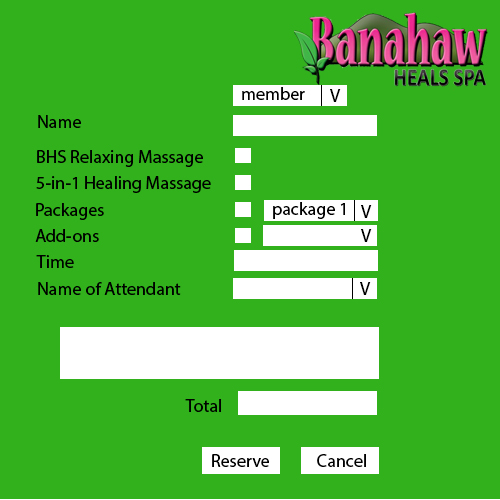 Banahaw
HEALS SPA
member V
Name
BHS Relaxing Massage
5-in-1 Healing Massage
Packages package 1 V
Add-ons V
Time
Name of Attendant V
Total
Reserve Cancel